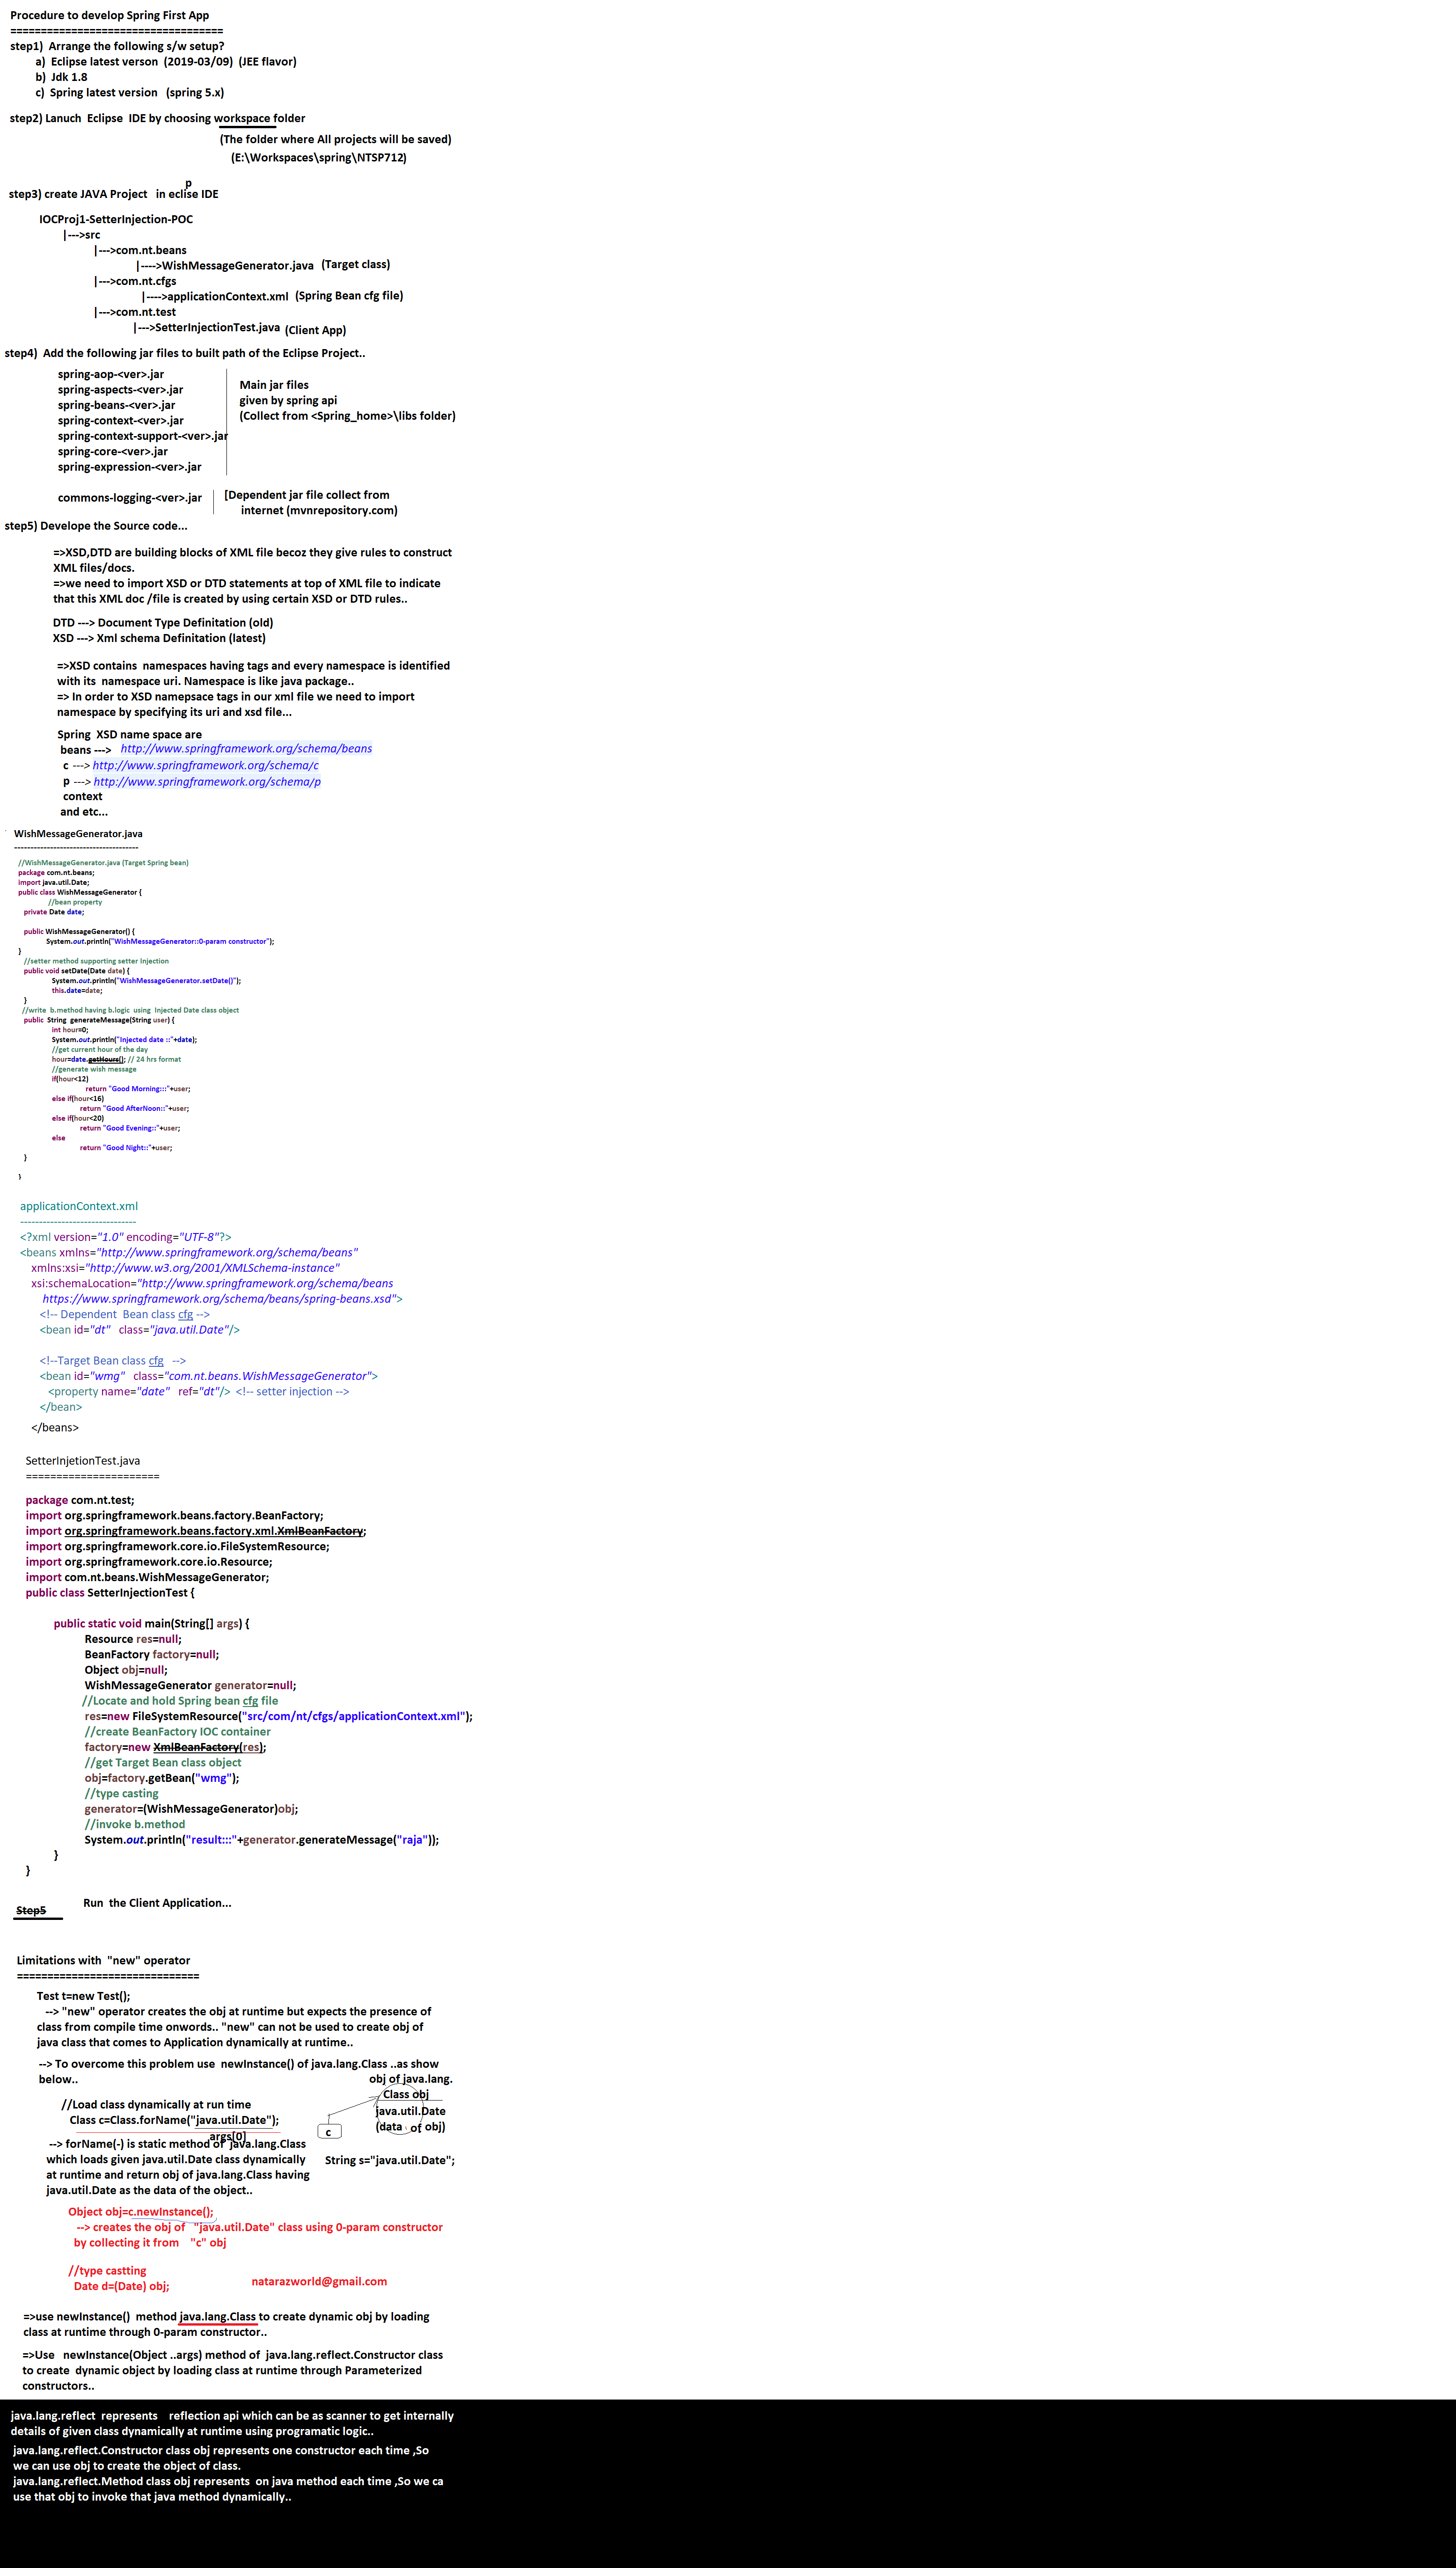 Procedure to develop Spring First App
===================================
step1)  Arrange the following s/w setup?
a)  Eclipse latest verson  (2019-03/09)  (JEE flavor)
b)  Jdk 1.8
c)  Spring latest version   (spring 5.x)
step2) Lanuch  Eclipse  IDE by choosing workspace folder
(The folder where All projects will be saved)
(E:\Workspaces\spring\NTSP712)
p
step3) create JAVA Project   in eclise IDE
IOCProj1-SetterInjection-POC
|--->src
|--->com.nt.beans
|---->WishMessageGenerator.java  (Target class)
|--->com.nt.cfgs
|---->applicationContext.xml  (Spring Bean cfg file)
|--->com.nt.test
|--->SetterInjectionTest.java (Client App)
step4)  Add the following jar files to built path of the Eclipse Project..
spring-aop-<ver>.jar
spring-aspects-<ver>.jar
spring-beans-<ver>.jar
spring-context-<ver>.jar
spring-context-support-<ver>.jar
spring-core-<ver>.jar
spring-expression-<ver>.jar
Main jar files
given by spring api
(Collect from <Spring_home>\libs folder)
commons-logging-<ver>.jar
[Dependent jar file collect from
internet (mvnrepository.com)
step5) Develope the Source code...
=>XSD,DTD are building blocks of XML file becoz they give rules to construct
XML files/docs.
=>we need to import XSD or DTD statements at top of XML file to indicate
that this XML doc /file is created by using certain XSD or DTD rules..
DTD ---> Document Type Definitation (old)
XSD ---> Xml schema Definitation (latest)
=>XSD contains  namespaces having tags and every namespace is identified
with its  namespace uri. Namespace is like java package..
=> In order to XSD namepsace tags in our xml file we need to import
namespace by specifying its uri and xsd file...
Spring  XSD name space are
beans --->   http://www.springframework.org/schema/beans
c ---> http://www.springframework.org/schema/c
p ---> http://www.springframework.org/schema/p
context
and etc...
WishMessageGenerator.java
---------------------------------------
//WishMessageGenerator.java (Target Spring bean)
package com.nt.beans;
import java.util.Date;
public class WishMessageGenerator {
//bean property
private Date date;
public WishMessageGenerator() {
System.out.println("WishMessageGenerator::0-param constructor");
}
//setter method supporting setter Injection
public void setDate(Date date) {
System.out.println("WishMessageGenerator.setDate()");
this.date=date;
}
//write  b.method having b.logic  using  Injected Date class object
public  String  generateMessage(String user) {
int hour=0;
System.out.println("Injected date ::"+date);
//get current hour of the day
hour=date.getHours(); // 24 hrs format
//generate wish message
if(hour<12)
return "Good Morning:::"+user;
else if(hour<16)
return "Good AfterNoon::"+user;
else if(hour<20)
return "Good Evening::"+user;
else
return "Good Night::"+user;
}
}
applicationContext.xml
-------------------------------
<?xml version="1.0" encoding="UTF-8"?>
<beans xmlns="http://www.springframework.org/schema/beans"
xmlns:xsi="http://www.w3.org/2001/XMLSchema-instance"
xsi:schemaLocation="http://www.springframework.org/schema/beans
https://www.springframework.org/schema/beans/spring-beans.xsd">
<!-- Dependent  Bean class cfg -->
<bean id="dt"   class="java.util.Date"/>
<!--Target Bean class cfg   -->
<bean id="wmg"   class="com.nt.beans.WishMessageGenerator">
<property name="date"   ref="dt"/>  <!-- setter injection -->
</bean>
</beans>
SetterInjetionTest.java
======================
package com.nt.test;
import org.springframework.beans.factory.BeanFactory;
import org.springframework.beans.factory.xml.XmlBeanFactory;
import org.springframework.core.io.FileSystemResource;
import org.springframework.core.io.Resource;
import com.nt.beans.WishMessageGenerator;
public class SetterInjectionTest {
public static void main(String[] args) {
Resource res=null;
BeanFactory factory=null;
Object obj=null;
WishMessageGenerator generator=null;
//Locate and hold Spring bean cfg file
res=new FileSystemResource("src/com/nt/cfgs/applicationContext.xml");
//create BeanFactory IOC container
factory=new XmlBeanFactory(res);
//get Target Bean class object
obj=factory.getBean("wmg");
//type casting
generator=(WishMessageGenerator)obj;
//invoke b.method
System.out.println("result:::"+generator.generateMessage("raja"));
}
}
Step5     Run  the Client Application...
Limitations with  "new" operator
==============================
Test t=new Test();
--> "new" operator creates the obj at runtime but expects the presence of
class from compile time onwords.. "new" can not be used to create obj of
java class that comes to Application dynamically at runtime..
--> To overcome this problem use  newInstance() of java.lang.Class ..as show
below..
obj of java.lang.
Class obj
java.util.Date
(data of obj)
c
//Load class dynamically at run time
Class c=Class.forName("java.util.Date");
args[0]
--> forName(-) is static method of  java.lang.Class
which loads given java.util.Date class dynamically
at runtime and return obj of java.lang.Class having
java.util.Date as the data of the object..
String s="java.util.Date";
Object obj=c.newInstance();
--> creates the obj of   "java.util.Date" class using 0-param constructor
by collecting it from    "c" obj
//type castting
Date d=(Date) obj;
natarazworld@gmail.com
=>use newInstance()  method java.lang.Class to create dynamic obj by loading
class at runtime through 0-param constructor..
=>Use   newInstance(Object ..args) method of  java.lang.reflect.Constructor class
to create  dynamic object by loading class at runtime through Parameterized
constructors..
java.lang.reflect  represents    reflection api which can be as scanner to get internally
details of given class dynamically at runtime using programatic logic..
java.lang.reflect.Constructor class obj represents one constructor each time ,So
we can use obj to create the object of class.
java.lang.reflect.Method class obj represents  on java method each time ,So we ca
use that obj to invoke that java method dynamically..